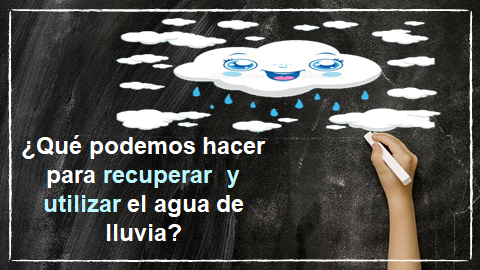 ¿Qué podemos hacer
para recuperar y
utilizar el agua de
lluvia?